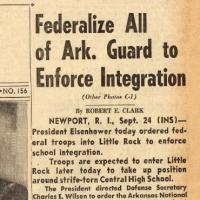 Federalize All
of Ark. Guard to
Enforce Integration
(Other Photos C-1)
NO. 156
By ROBERT E. CLARK
NEWPORT, R. I., Sept. 24 (INS)—
President Eisenhower today ordered fed-
eral troops into Little Rock to enforce
school integration.
Troops are expected to enter Little
Rock later today to take up position
around strife-torn Central High School.
The President directed Defense Secretary
Charles E. Wilson to order the Arkansas National